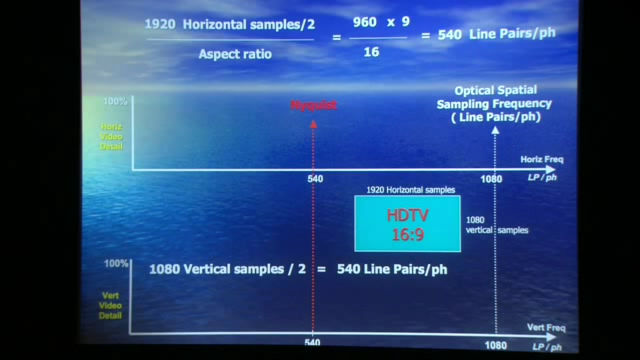 1920 Horizontal samples/2
Aspect ratio
=
960 x 9
16
= 540 Line Pairs/ph
100%
Horiz
Video
Detail
Nyquist
Optical Spatial
Sampling Frequency
( Line Pairs/ph)
Horiz Freq
540
1080
LP / ph
1920 Horizontal samples
HDTV
16:9
1080
vertical samples
100%
1080 Vertical samples / 2 = 540 Line Pairs/ph
Vert
Video
Detail
Vert Freq
540
1080
LP / ph